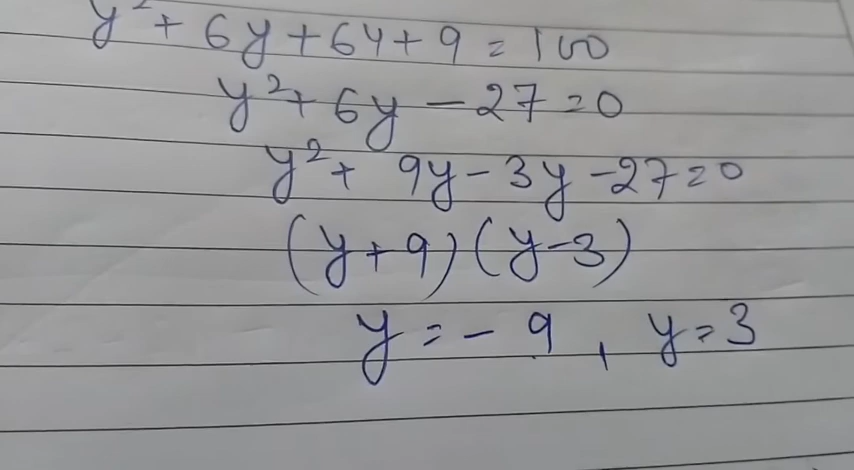 y² + 6y + 64 + 9 = 100
y² + 6y - 27 = 0
y² + 9y - 3y - 27 = 0
(y + 9) (y - 3)
y = - 9 , y = 3